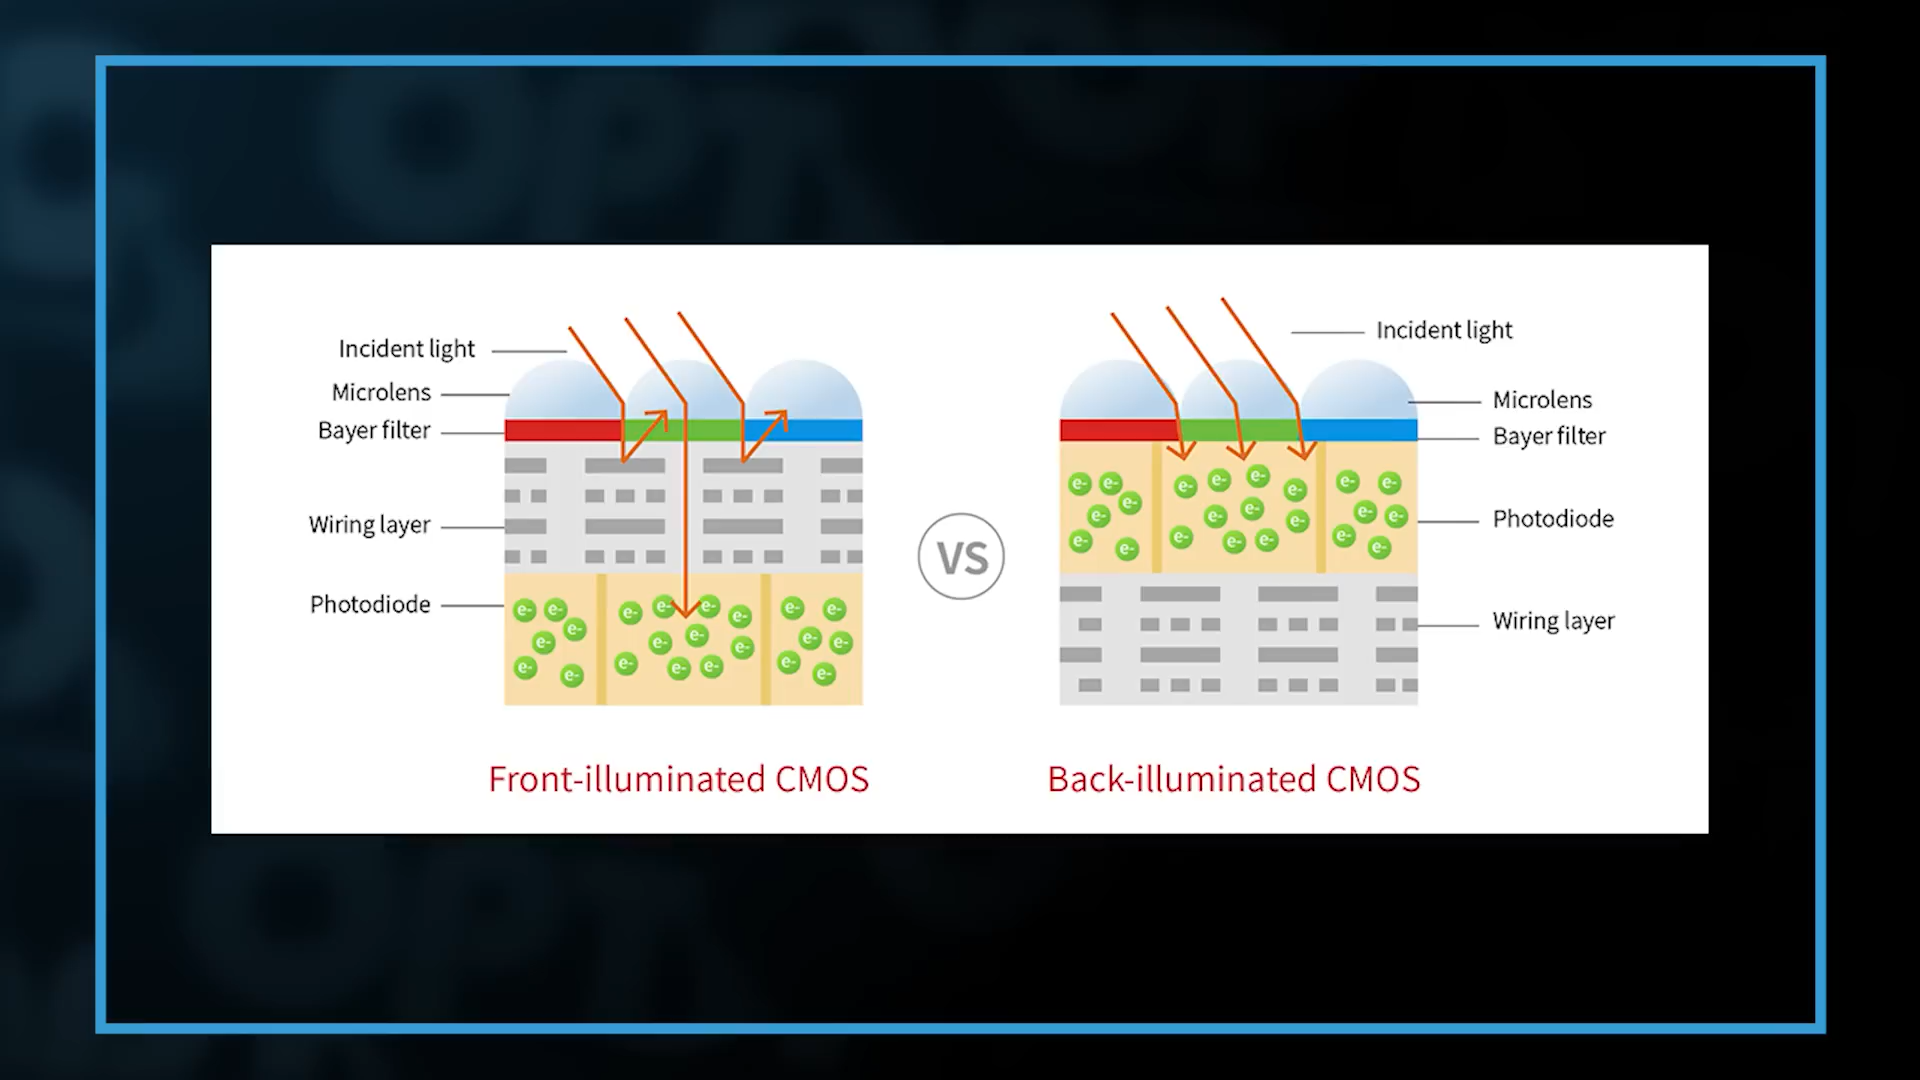 Incident light
Microlens
Bayer filter
Wiring layer
Photodiode
e- e- e- e- e- e-
e- e- e- e- e- e- e- e- e- e-
e- e- e- e- e- e-
Front-illuminated CMOS
VS
Incident light
Microlens
Bayer filter
Photodiode
Wiring layer
e- e- e- e- e- e-
e- e- e- e- e- e- e- e- e- e-
e- e- e- e- e- e-
Back-illuminated CMOS